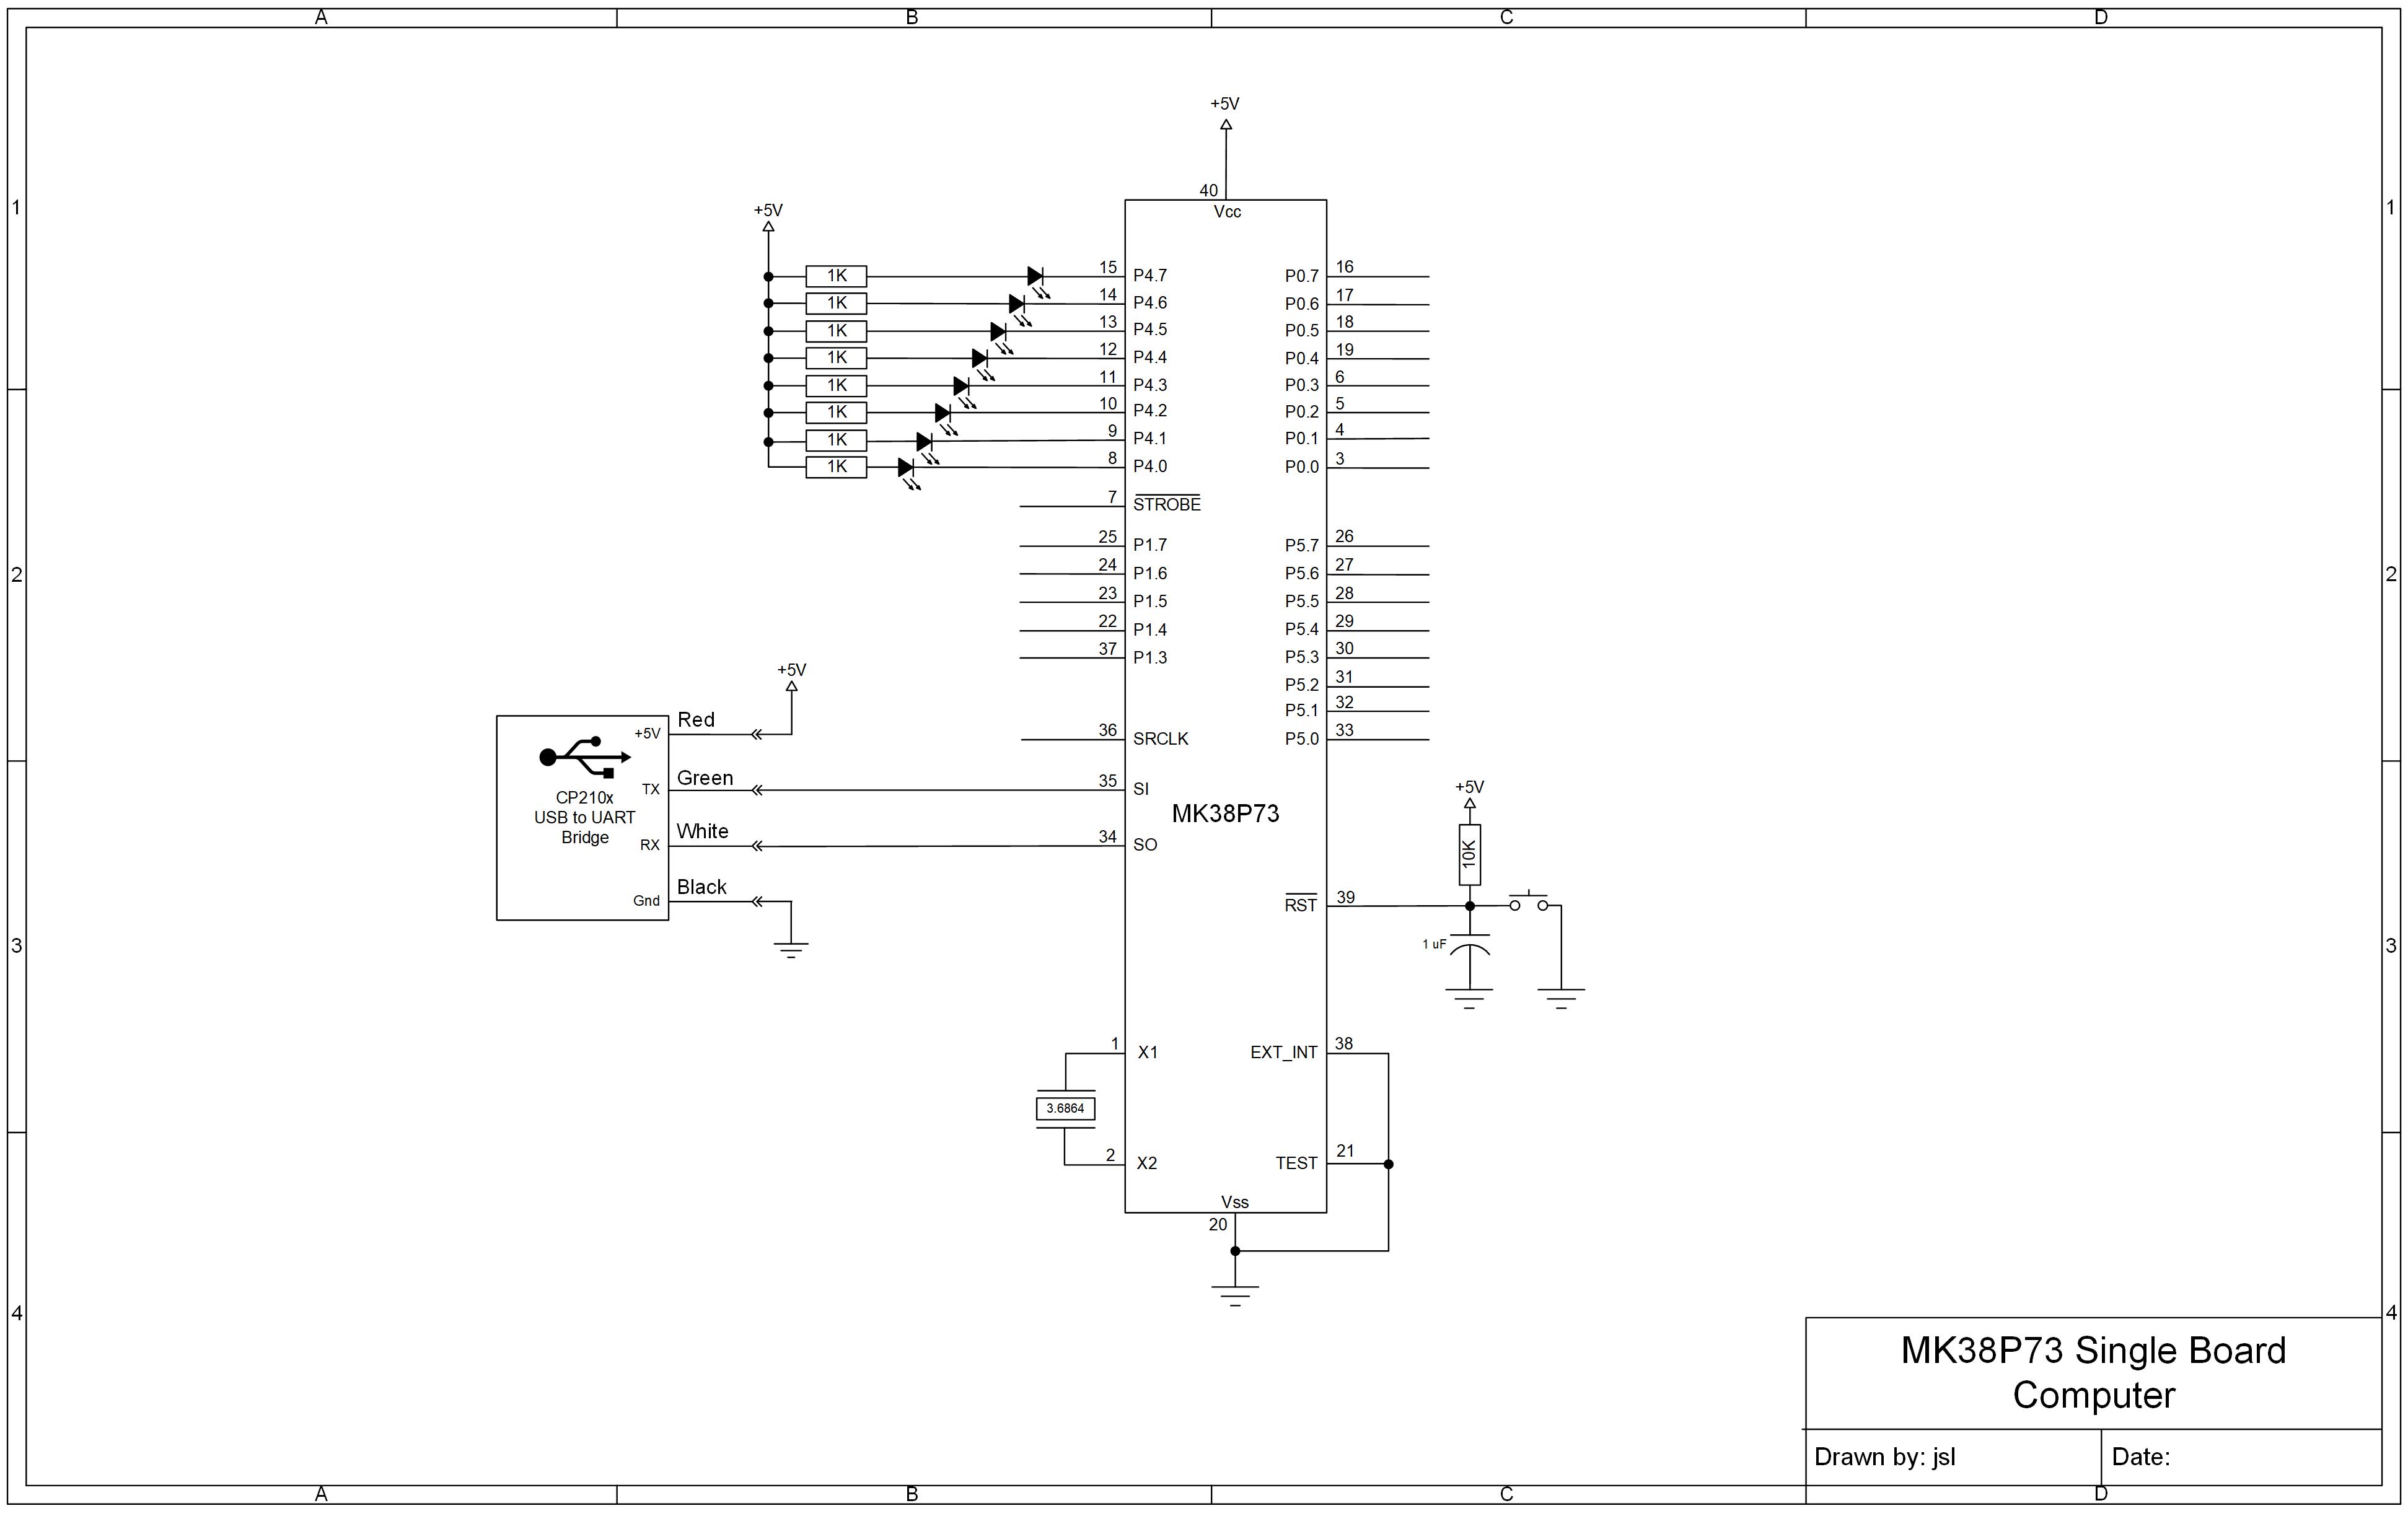 A B C D
+5V
40
Vcc
1 1
+5V
1K 15 P4.7 P0.7 16
1K 14 P4.6 P0.6 17
1K 13 P4.5 P0.5 18
1K 12 P4.4 P0.4 19
1K 11 P4.3 P0.3 6
1K 10 P4.2 P0.2 5
1K 9 P4.1 P0.1 4
1K 8 P4.0 P0.0 3
7 STROBE
25 P1.7 P5.7 26
2 24 P1.6 P5.6 27 2
23 P1.5 P5.5 28
22 P1.4 P5.4 29
37 P1.3 P5.3 30
+5V
P5.2 31
P5.1 32
+5V Red
36 SRCLK P5.0 33
TX Green
35 SI
+5V
CP210x
USB to UART
Bridge
MK38P73
RX White
34 SO
10K
Gnd Black
RST 39
3 1 uF 3
1 X1 EXT_INT 38
3.6864
2 X2 TEST 21
Vss
20
4 4
MK38P73 Single Board
Computer
Drawn by: jsl Date:
A B C D